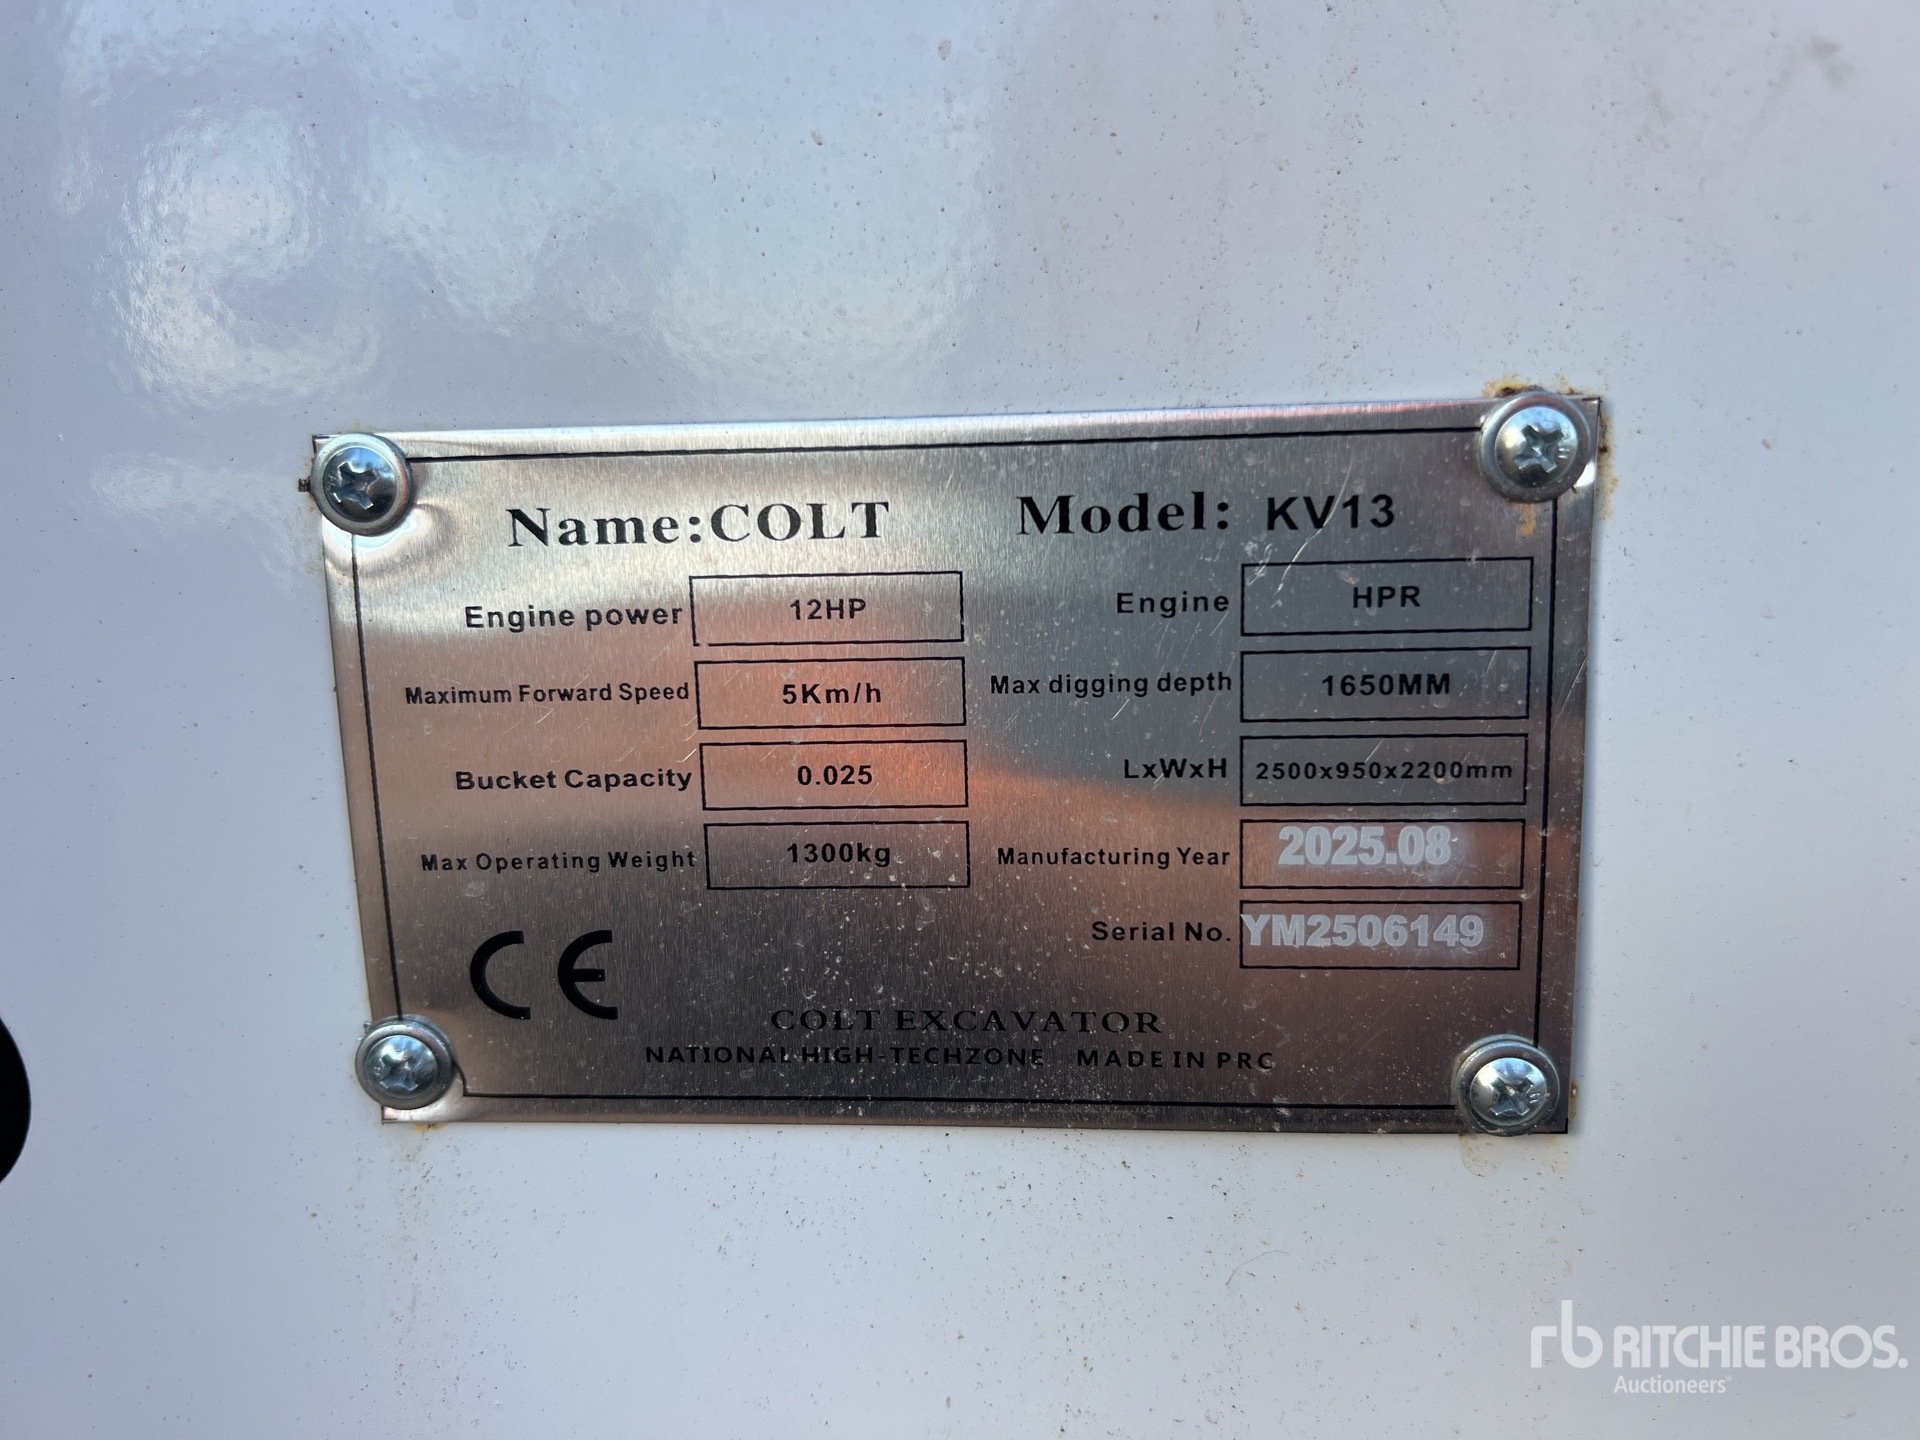 Name:COLT Model: KV13
Engine power 12HP Engine HPR
Maximum Forward Speed 5Km/h Max digging depth 1650MM
Bucket Capacity 0.025 LxWxH 2500x950x2200mm
Max Operating Weight 1300kg Manufacturing Year 2025.08
Serial No. YM2506149
CE
COLT EXCAVATOR
NATIONAL HIGH-TECHZONE MADE IN PRC
rb RITCHIE BROS.
Auctioneers